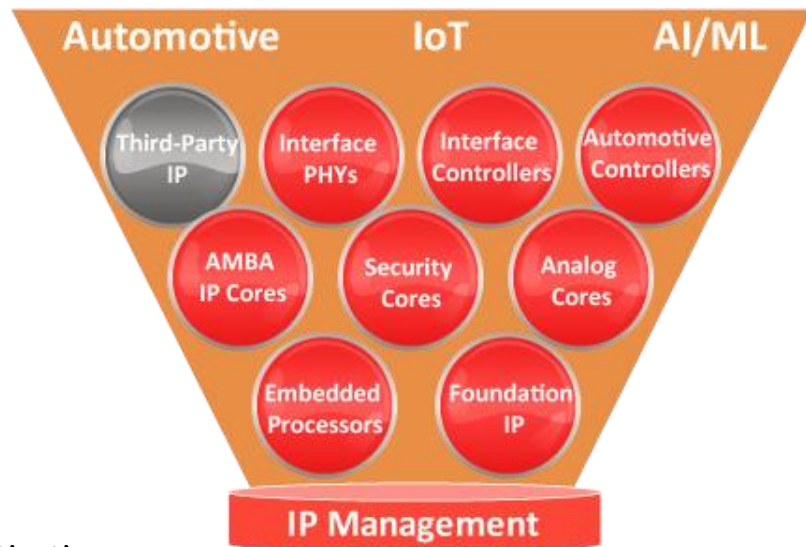 Automotive IoT AI/ML
Third-Party
IP
Interface
PHYs
Interface
Controllers
Automotive
Controllers
AMBA
IP Cores
Security
Cores
Analog
Cores
Embedded
Processors
Foundation
IP
IP Management